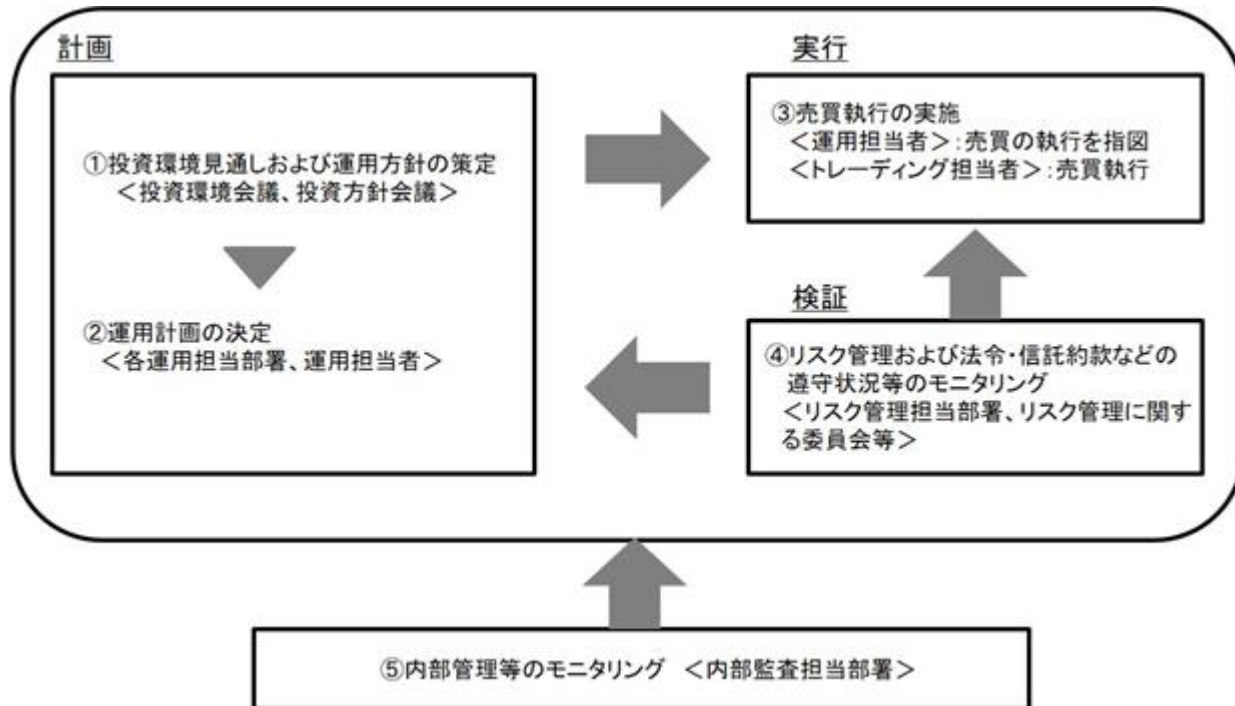 計画
①投資環境見通しおよび運用方針の策定
＜投資環境会議、投資方針会議＞
②運用計画の決定
＜各運用担当部署、運用担当者＞
実行
③売買執行の実施
＜運用担当者＞：売買の執行を指図
＜トレーディング担当者＞：売買執行
検証
④リスク管理および法令・信託約款などの
遵守状況等のモニタリング
＜リスク管理担当部署、リスク管理に関す
る委員会等＞
⑤内部管理等のモニタリング　＜内部監査担当部署＞